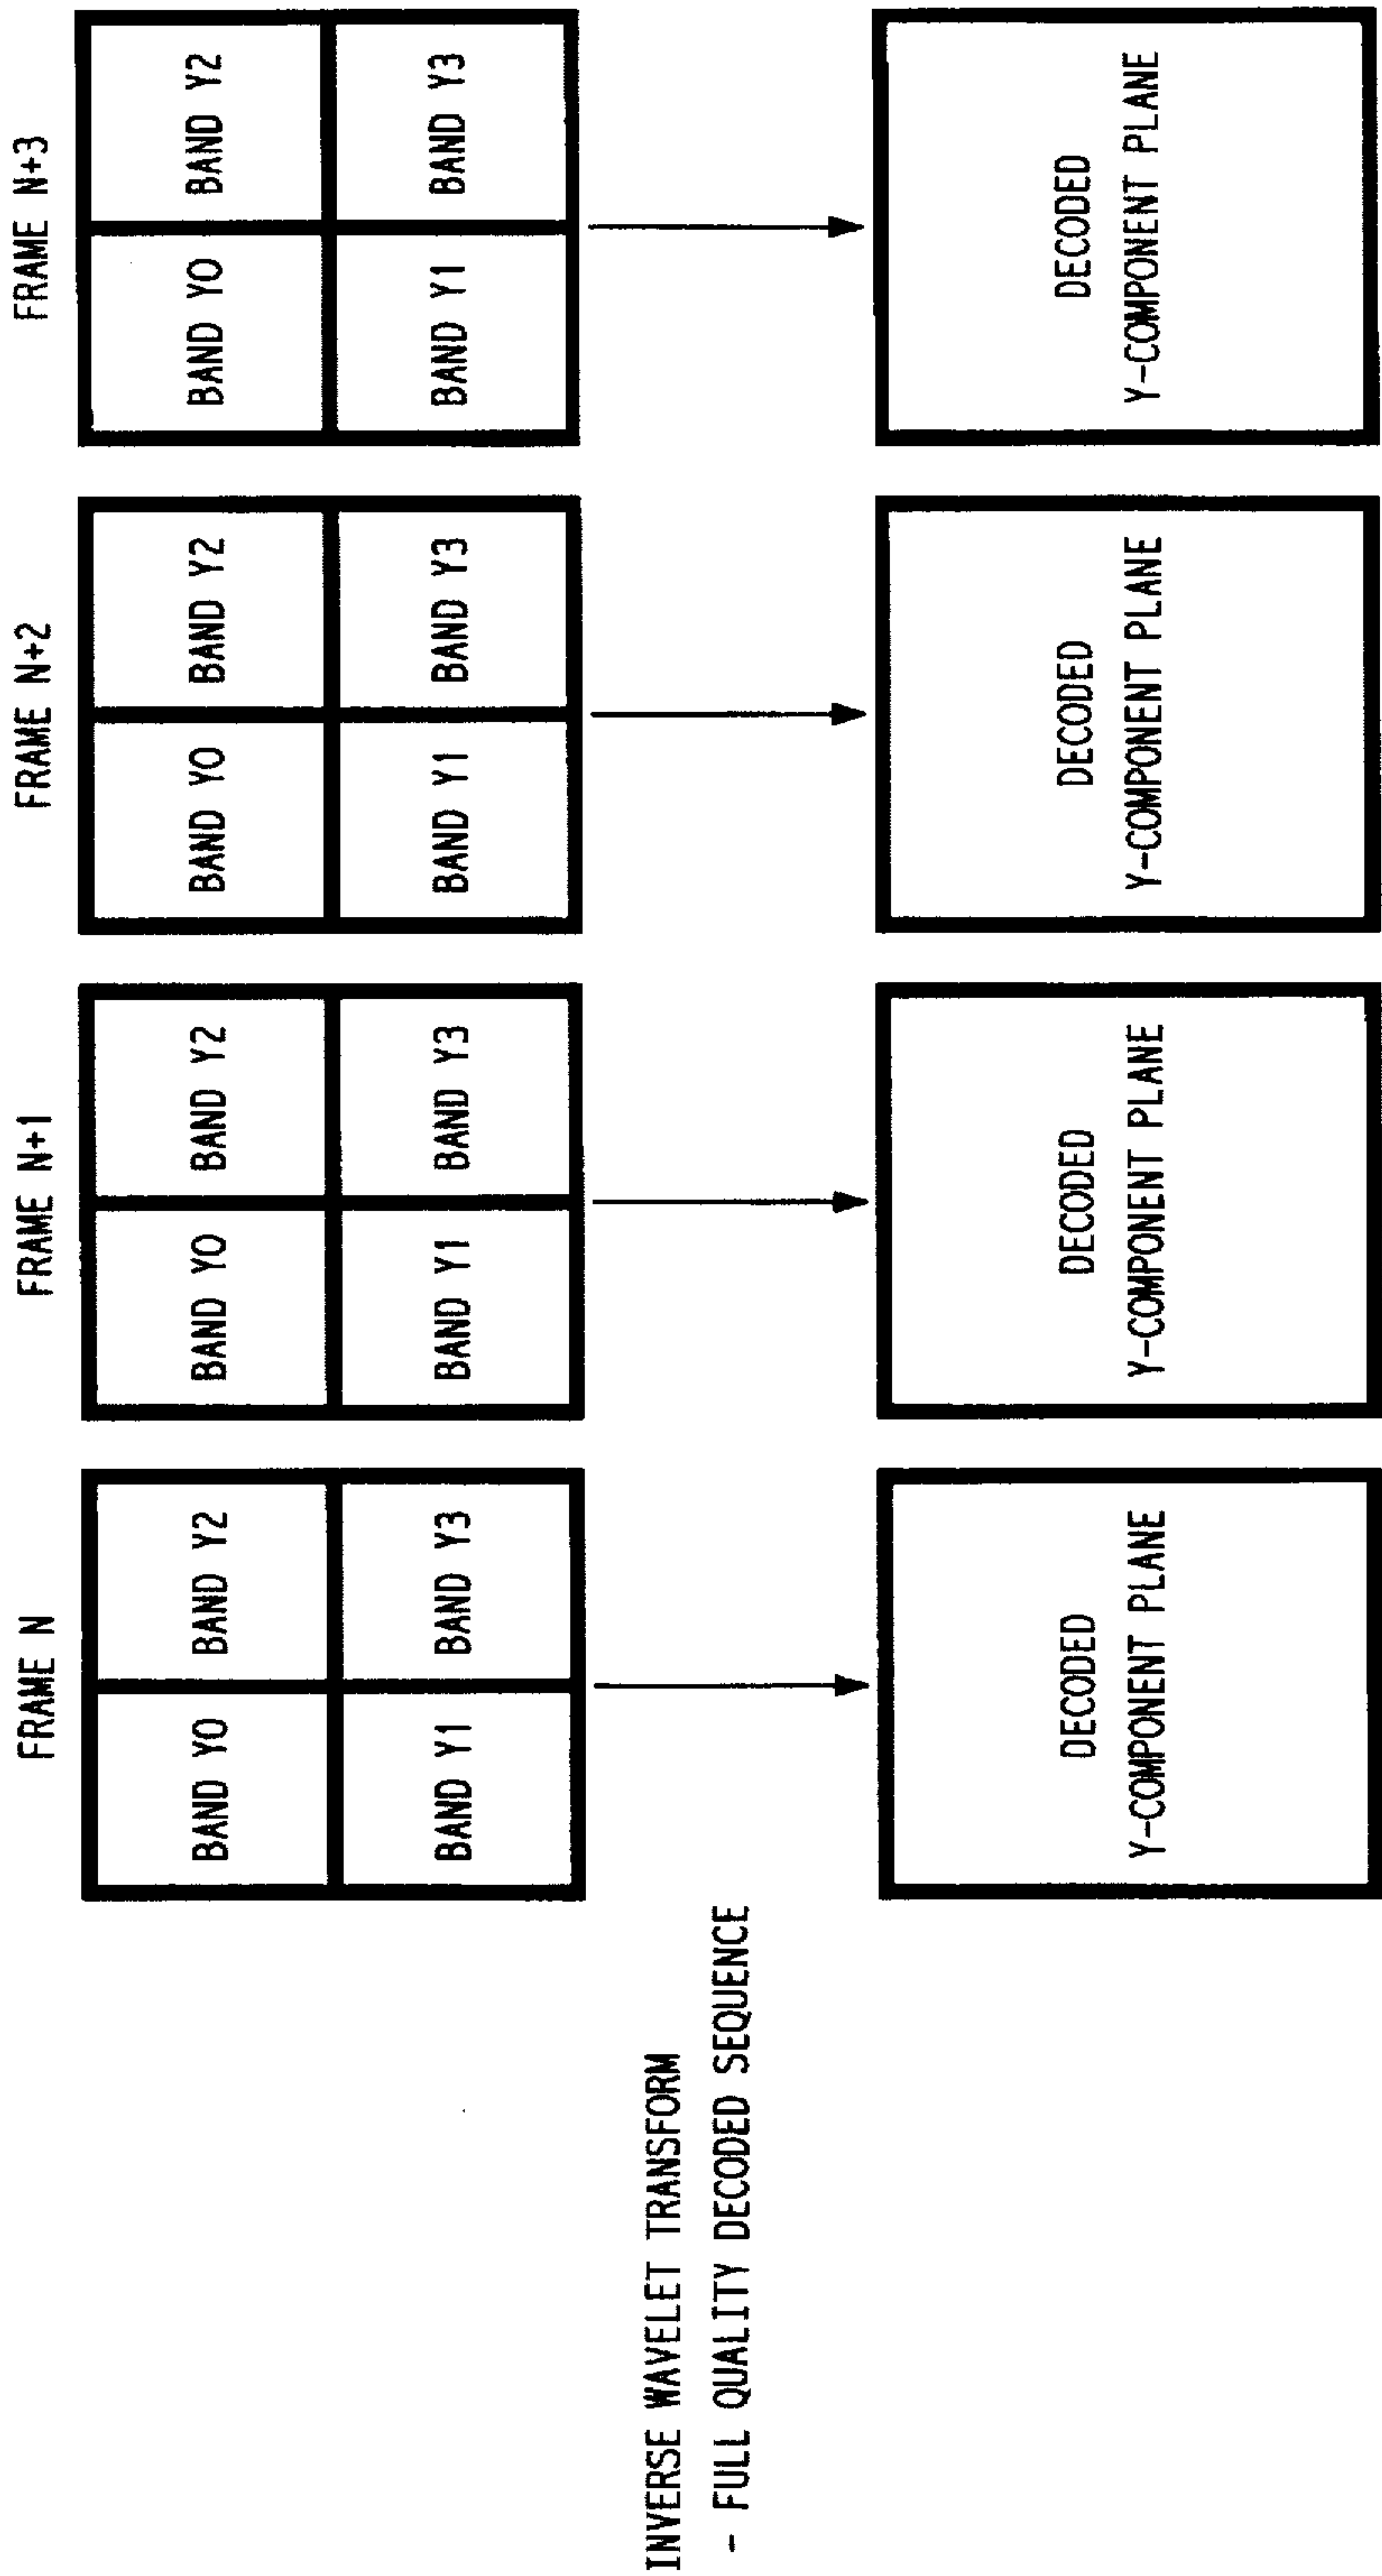 FRAME N
FRAME N+1
FRAME N+2
FRAME N+3
BAND Y0 BAND Y2
BAND Y0 BAND Y2
BAND Y0 BAND Y2
BAND Y0 BAND Y2
BAND Y1 BAND Y3
BAND Y1 BAND Y3
BAND Y1 BAND Y3
BAND Y1 BAND Y3
INVERSE WAVELET TRANSFORM
- FULL QUALITY DECODED SEQUENCE
DECODED
Y-COMPONENT PLANE
DECODED
Y-COMPONENT PLANE
DECODED
Y-COMPONENT PLANE
DECODED
Y-COMPONENT PLANE